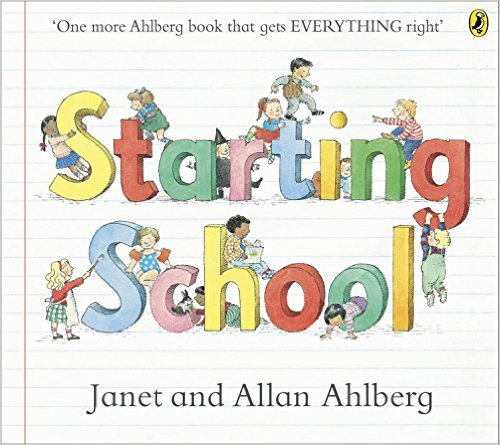 ‘One more Ahlberg book that gets EVERYTHING right’
Starting
School
Janet and Allan Ahlberg